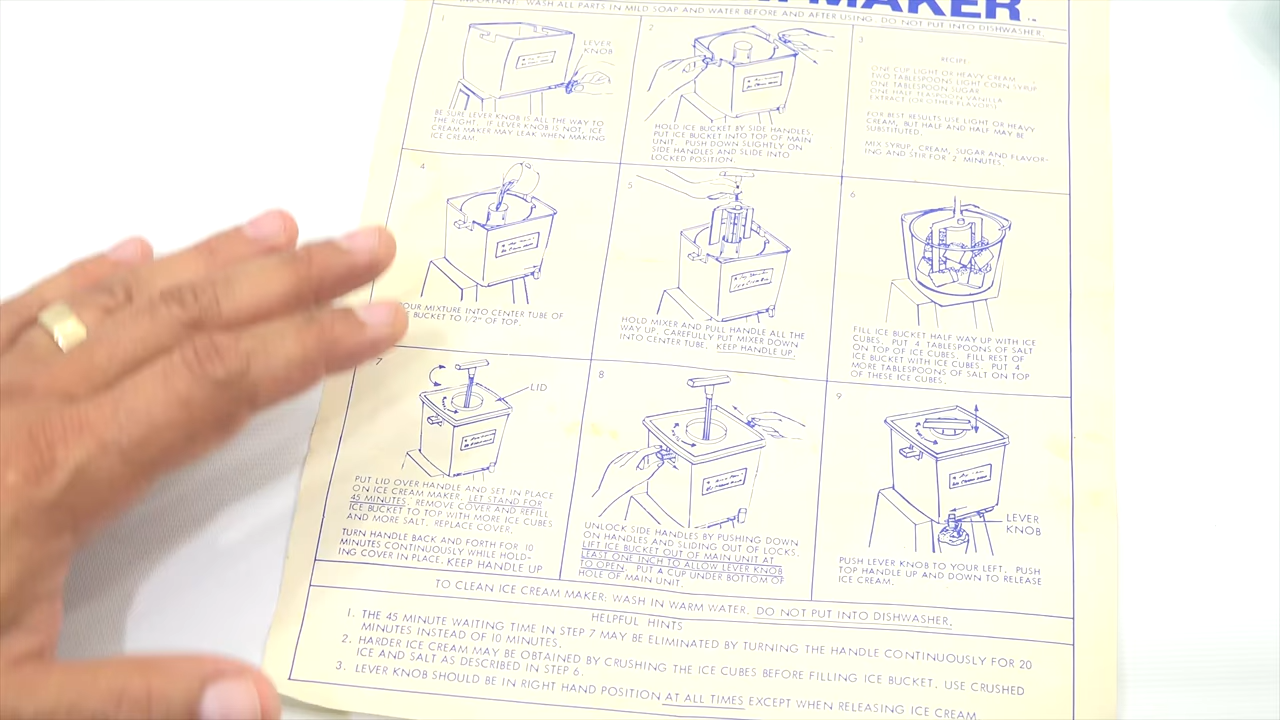 MAKER
IMPORTANT: WASH ALL PARTS IN MILD SOAP AND WATER BEFORE AND AFTER USING. DO NOT PUT INTO DISHWASHER.
1
LEVER
KNOB
BE SURE LEVER KNOB IS ALL THE WAY TO
THE RIGHT. IF LEVER KNOB IS NOT, ICE
CREAM MAKER MAY LEAK WHEN MAKING
ICE CREAM.
2
HOLD ICE BUCKET BY SIDE HANDLES.
PUT ICE BUCKET INTO TOP OF MAIN
UNIT. PUSH DOWN SLIGHTLY ON
SIDE HANDLES AND SLIDE INTO
LOCKED POSITION.
3
RECIPE:
ONE CUP LIGHT OR HEAVY CREAM
TWO TABLESPOONS LIGHT CORN SYRUP
ONE TABLESPOON SUGAR
ONE HALF TEASPOON VANILLA
EXTRACT (OR OTHER FLAVORS)
FOR BEST RESULTS USE LIGHT OR HEAVY
CREAM, BUT HALF AND HALF MAY BE
SUBSTITUTED.
MIX SYRUP, CREAM, SUGAR AND FLAVOR-
ING AND STIR FOR 2 MINUTES.
4
OUR MIXTURE INTO CENTER TUBE OF
BUCKET TO 1/2" OF TOP.
5
HOLD MIXER AND PULL HANDLE ALL THE
WAY UP. CAREFULLY PUT MIXER DOWN
INTO CENTER TUBE. KEEP HANDLE UP.
6
FILL ICE BUCKET HALF WAY UP WITH ICE
CUBES. PUT 4 TABLESPOONS OF SALT
ON TOP OF ICE CUBES. FILL REST OF
ICE BUCKET WITH ICE CUBES. PUT 4
MORE TABLESPOONS OF SALT ON TOP
OF THESE ICE CUBES.
7
LID
PUT LID OVER HANDLE AND SET IN PLACE
ON ICE CREAM MAKER. LET STAND FOR
45 MINUTES. REMOVE COVER AND REFILL
ICE BUCKET TO TOP WITH MORE ICE CUBES
AND MORE SALT. REPLACE COVER.
TURN HANDLE BACK AND FORTH FOR 10
MINUTES CONTINUOUSLY WHILE HOLD-
ING COVER IN PLACE. KEEP HANDLE UP
8
UNLOCK SIDE HANDLES BY PUSHING DOWN
ON HANDLES AND SLIDING OUT OF LOCKS.
LIFT ICE BUCKET OUT OF MAIN UNIT AT
LEAST ONE INCH TO ALLOW LEVER KNOB
TO OPEN. PUT A CUP UNDER BOTTOM OF
HOLE OF MAIN UNIT.
9
LEVER
KNOB
PUSH LEVER KNOB TO YOUR LEFT. PUSH
TOP HANDLE UP AND DOWN TO RELEASE
ICE CREAM.
TO CLEAN ICE CREAM MAKER: WASH IN WARM WATER. DO NOT PUT INTO DISHWASHER.
HELPFUL HINTS
1. THE 45 MINUTE WAITING TIME IN STEP 7 MAY BE ELIMINATED BY TURNING THE HANDLE CONTINUOUSLY FOR 20
MINUTES INSTEAD OF 10 MINUTES.
2. HARDER ICE CREAM MAY BE OBTAINED BY CRUSHING THE ICE CUBES BEFORE FILLING ICE BUCKET. USE CRUSHED
ICE AND SALT AS DESCRIBED IN STEP 6.
3. LEVER KNOB SHOULD BE IN RIGHT HAND POSITION AT ALL TIMES EXCEPT WHEN RELEASING ICE CREAM.